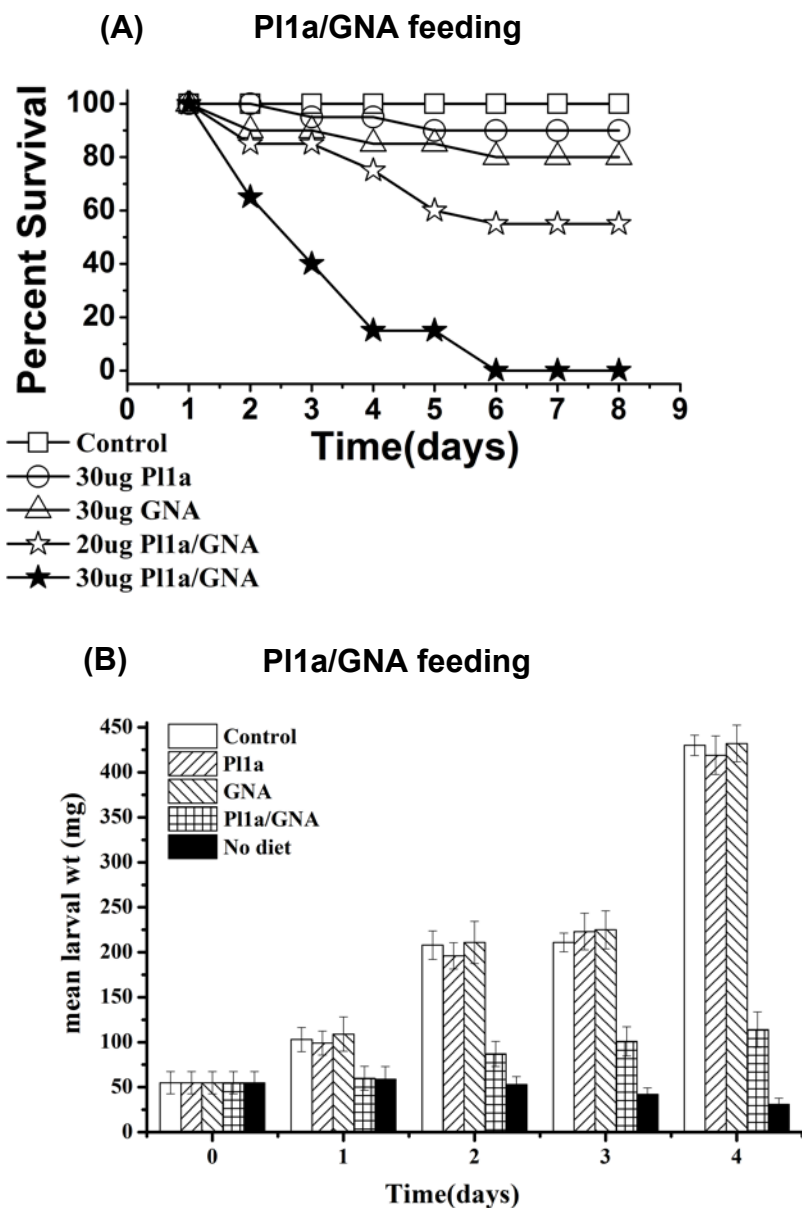 (A) Pl1a/GNA feeding
Percent Survival
100
80
60
40
20
0
0 1 2 3 4 5 6 7 8 9
Time(days)
Control
30ug Pl1a
30ug GNA
20ug Pl1a/GNA
30ug Pl1a/GNA
(B) Pl1a/GNA feeding
mean larval wt (mg)
450
400
350
300
250
200
150
100
50
0
Control
Pl1a
GNA
Pl1a/GNA
No diet
0 1 2 3 4
Time(days)